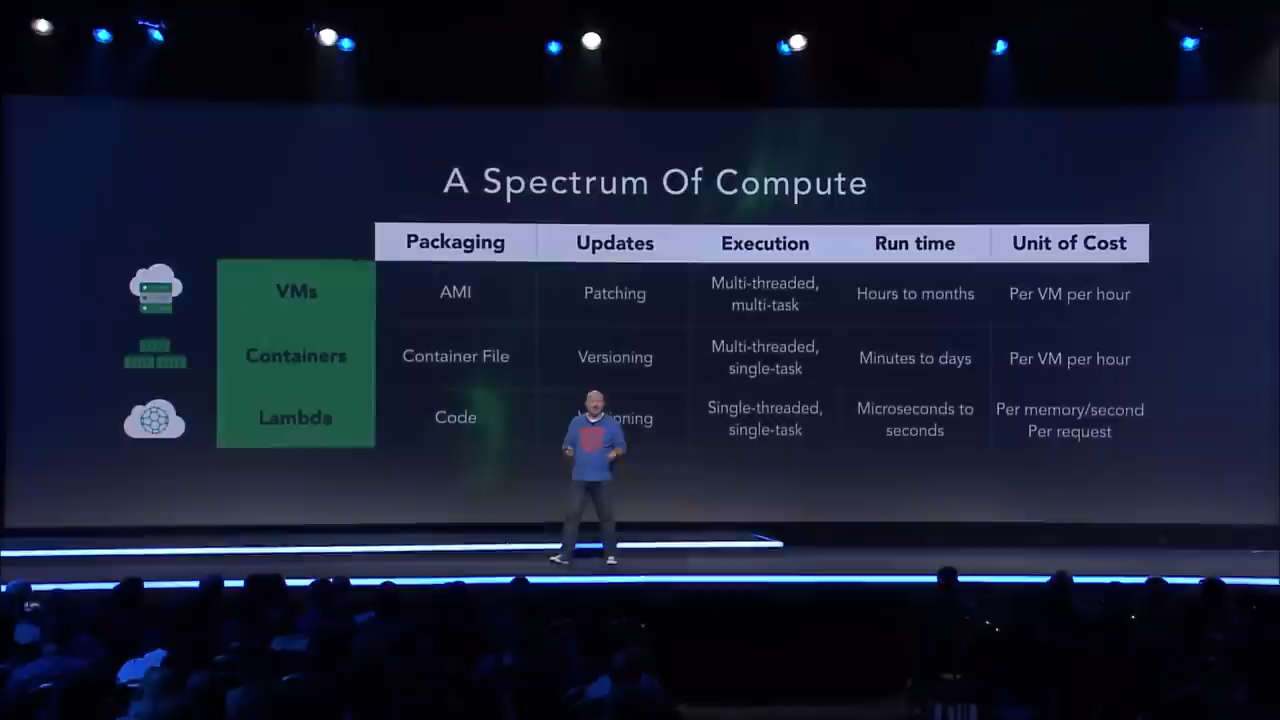 A Spectrum Of Compute
Packaging Updates Execution Run time Unit of Cost
VMs AMI Patching Multi-threaded, multi-task Hours to months Per VM per hour
Containers Container File Versioning Multi-threaded, single-task Minutes to days Per VM per hour
Lambda Code Single-threaded, single-task Microseconds to seconds Per memory/second Per request